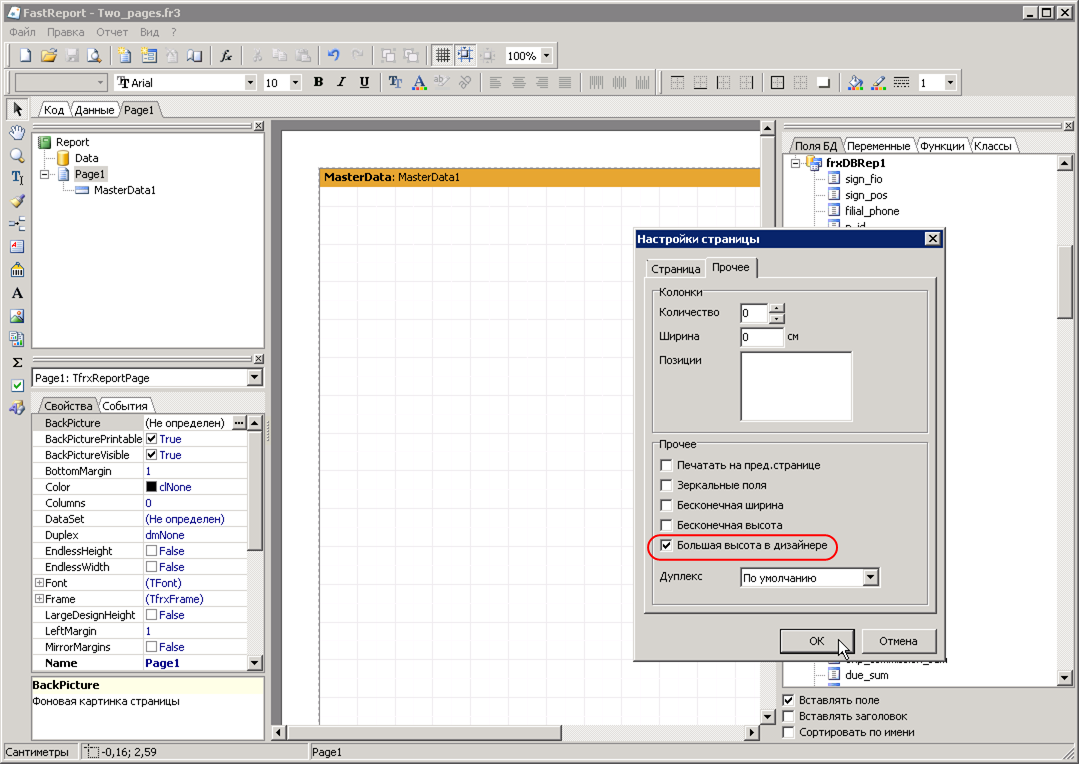 FastReport - Two_pages.fr3
Файл Правка Отчет Вид ?
100%
Arial 10 B I U 1
Код Данные Page1
Report
Data
Page1
MasterData1
Page1: TfrxReportPage
Свойства События
BackPicture (Не определен)
BackPicturePrintable True
BackPictureVisible True
BottomMargin 1
Color clNone
Columns 0
DataSet (Не определен)
Duplex dmNone
EndlessHeight False
EndlessWidth False
Font (TFont)
Frame (TfrxFrame)
LargeDesignHeight False
LeftMargin 1
MirrorMargins False
Name Page1
BackPicture
Фоновая картинка страницы
MasterData: MasterData1
Поля БД Переменные Функции Классы
frxDBRep1
sign_fio
sign_pos
filial_phone
Настройки страницы
Страница Прочее
Колонки
Количество 0
Ширина 0 см
Позиции
Прочее
Печатать на пред.странице
Зеркальные поля
Бесконечная ширина
Бесконечная высота
Большая высота в дизайнере
Дуплекс По умолчанию
OK Отмена
due_sum
Вставлять поле
Вставлять заголовок
Сортировать по имени
Сантиметры -0,16; 2,59 Page1